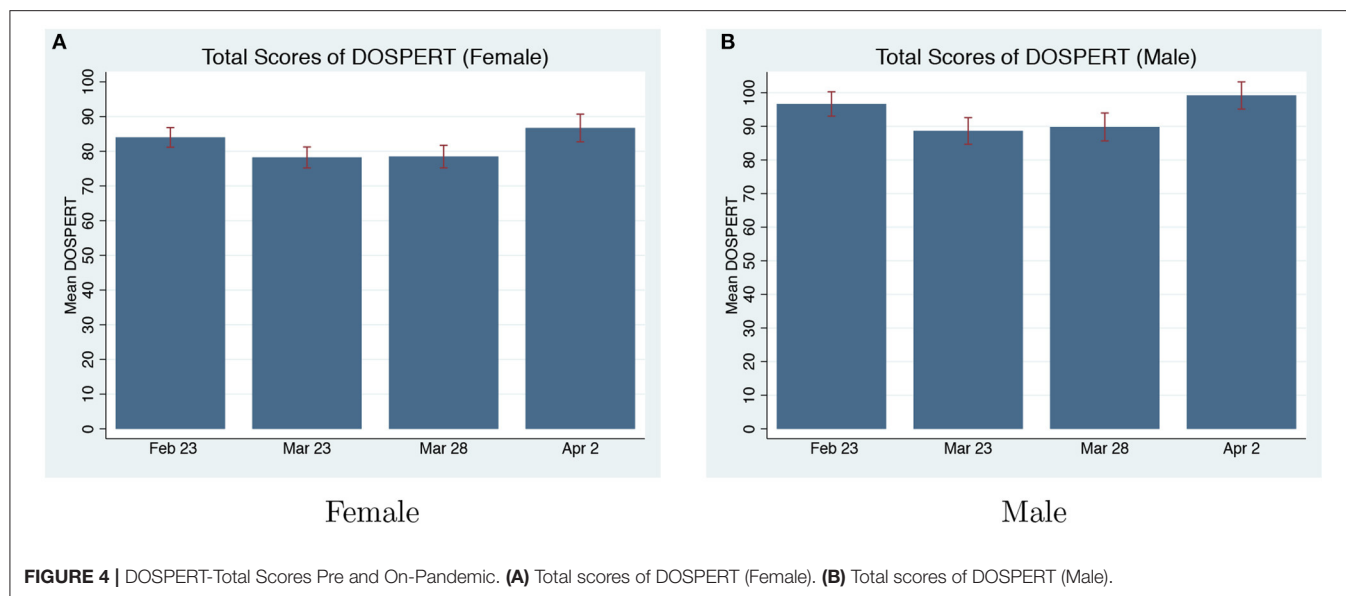 A
Total Scores of DOSPERT (Female)
Mean DOSPERT
100
90
80
70
60
50
40
30
20
10
0
Feb 23 Mar 23 Mar 28 Apr 2
Female
B
Total Scores of DOSPERT (Male)
Mean DOSPERT
100
90
80
70
60
50
40
30
20
10
0
Feb 23 Mar 23 Mar 28 Apr 2
Male
FIGURE 4 | DOSPERT-Total Scores Pre and On-Pandemic. (A) Total scores of DOSPERT (Female). (B) Total scores of DOSPERT (Male).